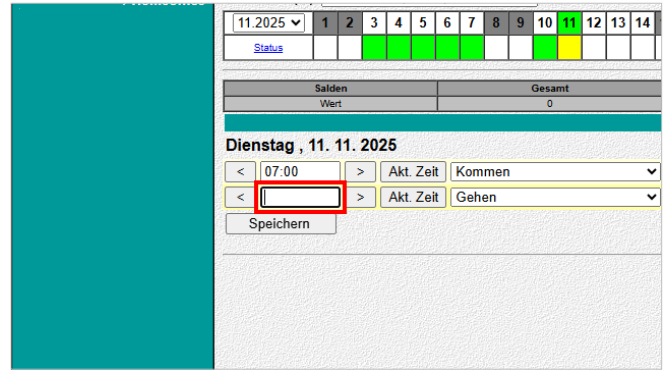 11.2025 1 2 3 4 5 6 7 8 9 10 11 12 13 14
Status
Salden Gesamt
Wert 0
Dienstag , 11. 11. 2025
< 07:00 > Akt. Zeit Kommen
< > Akt. Zeit Gehen
Speichern